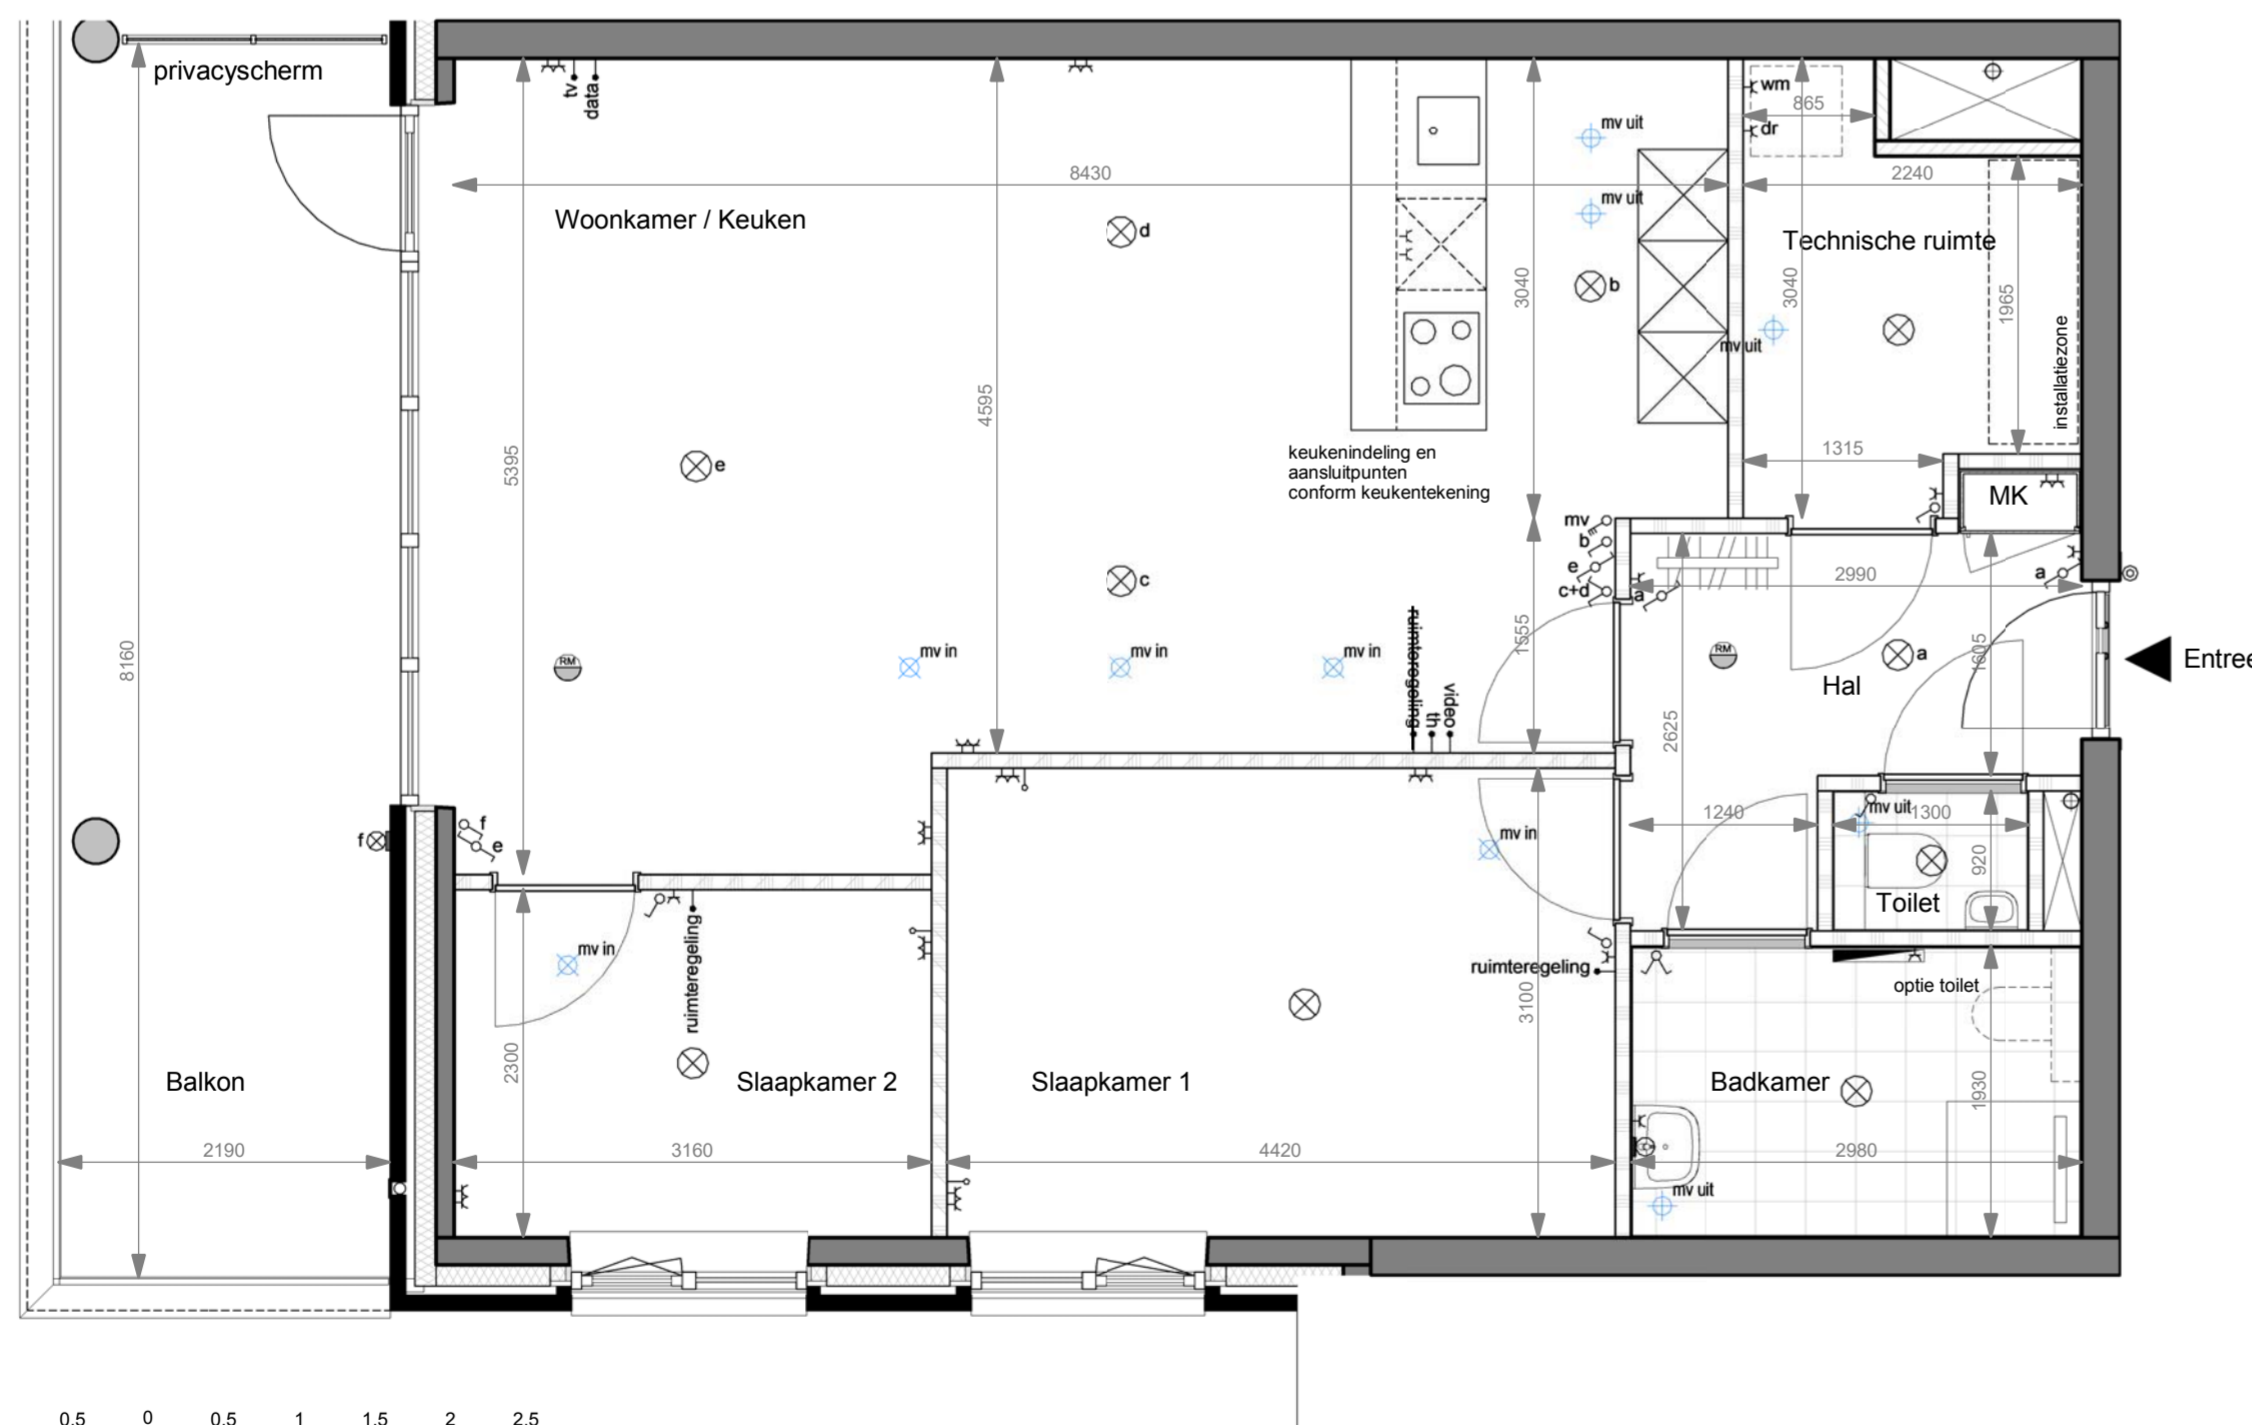 privacyscherm
tv
data
wm
865
dr
mv uit
8430
2240
mv uit
Woonkamer / Keuken
d
Technische ruimte
3040
b
3040
1965
mv uit
installatiezone
4595
5395
e
keukenindeling en
aansluitpunten
conform keukentekening
1315
MK
mv
b
e
c+d
c
r
a
2990
a
8160
RM
mv in
mv in
mv in
ruimteregeling
th
video
1555
RM
a
1605
Entree
Hal
2625
f
f
e
mv in
1240
mv uit
1300
920
Toilet
mv in
ruimteregeling
ruimteregeling
3100
optie toilet
2300
Balkon
Slaapkamer 2
Slaapkamer 1
Badkamer
1930
2190
3160
4420
2980
mv uit
0.5 0 0.5 1 1.5 2 2.5